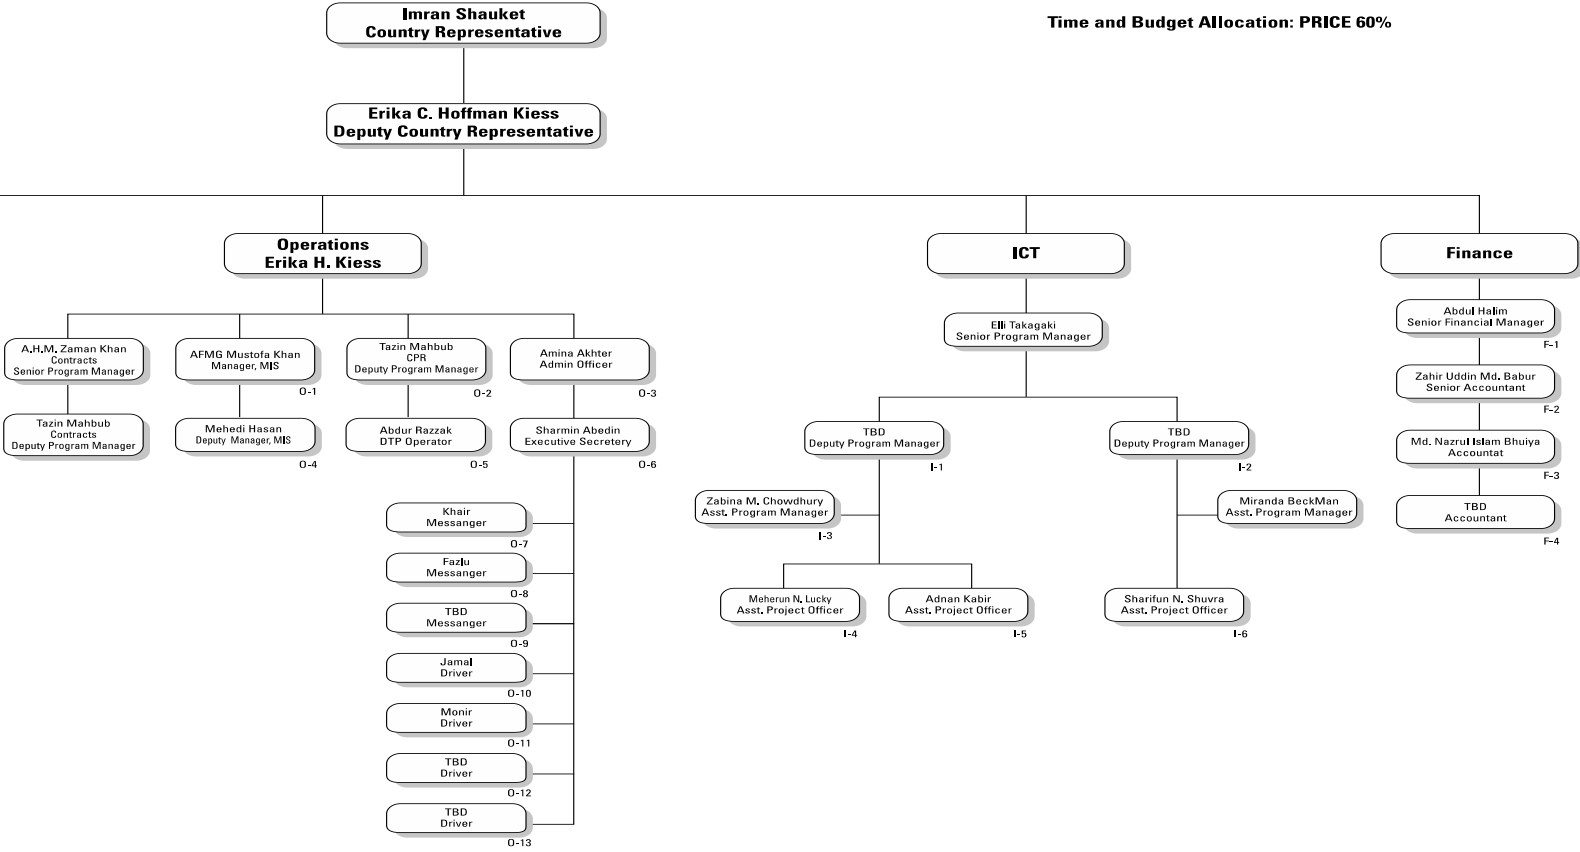 Imran Shauket
Country Representative
Time and Budget Allocation: PRICE 60%
Erika C. Hoffman Kiess
Deputy Country Representative
Operations
Erika H. Kiess
ICT
Finance
A.H.M. Zaman Khan
Contracts
Senior Program Manager
AFMG Mustofa Khan
Manager, MIS
O-1
Tazin Mahbub
CPR
Deputy Program Manager
O-2
Amina Akhter
Admin Officer
O-3
Tazin Mahbub
Contracts
Deputy Program Manager
Mehedi Hasan
Deputy Manager, MIS
O-4
Abdur Razzak
DTP Operator
O-5
Sharmin Abedin
Executive Secretery
O-6
Khair
Messanger
O-7
Fazlu
Messanger
O-8
TBD
Messanger
O-9
Jamal
Driver
O-10
Monir
Driver
O-11
TBD
Driver
O-12
TBD
Driver
O-13
Elli Takagaki
Senior Program Manager
TBD
Deputy Program Manager
I-1
TBD
Deputy Program Manager
I-2
Zabina M. Chowdhury
Asst. Program Manager
I-3
Miranda BeckMan
Asst. Program Manager
Meherun N. Lucky
Asst. Project Officer
I-4
Adnan Kabir
Asst. Project Officer
I-5
Sharifun N. Shuvra
Asst. Project Officer
I-6
Abdul Halim
Senior Financial Manager
F-1
Zahir Uddin Md. Babur
Senior Accountant
F-2
Md. Nazrul Islam Bhuiya
Accountat
F-3
TBD
Accountant
F-4